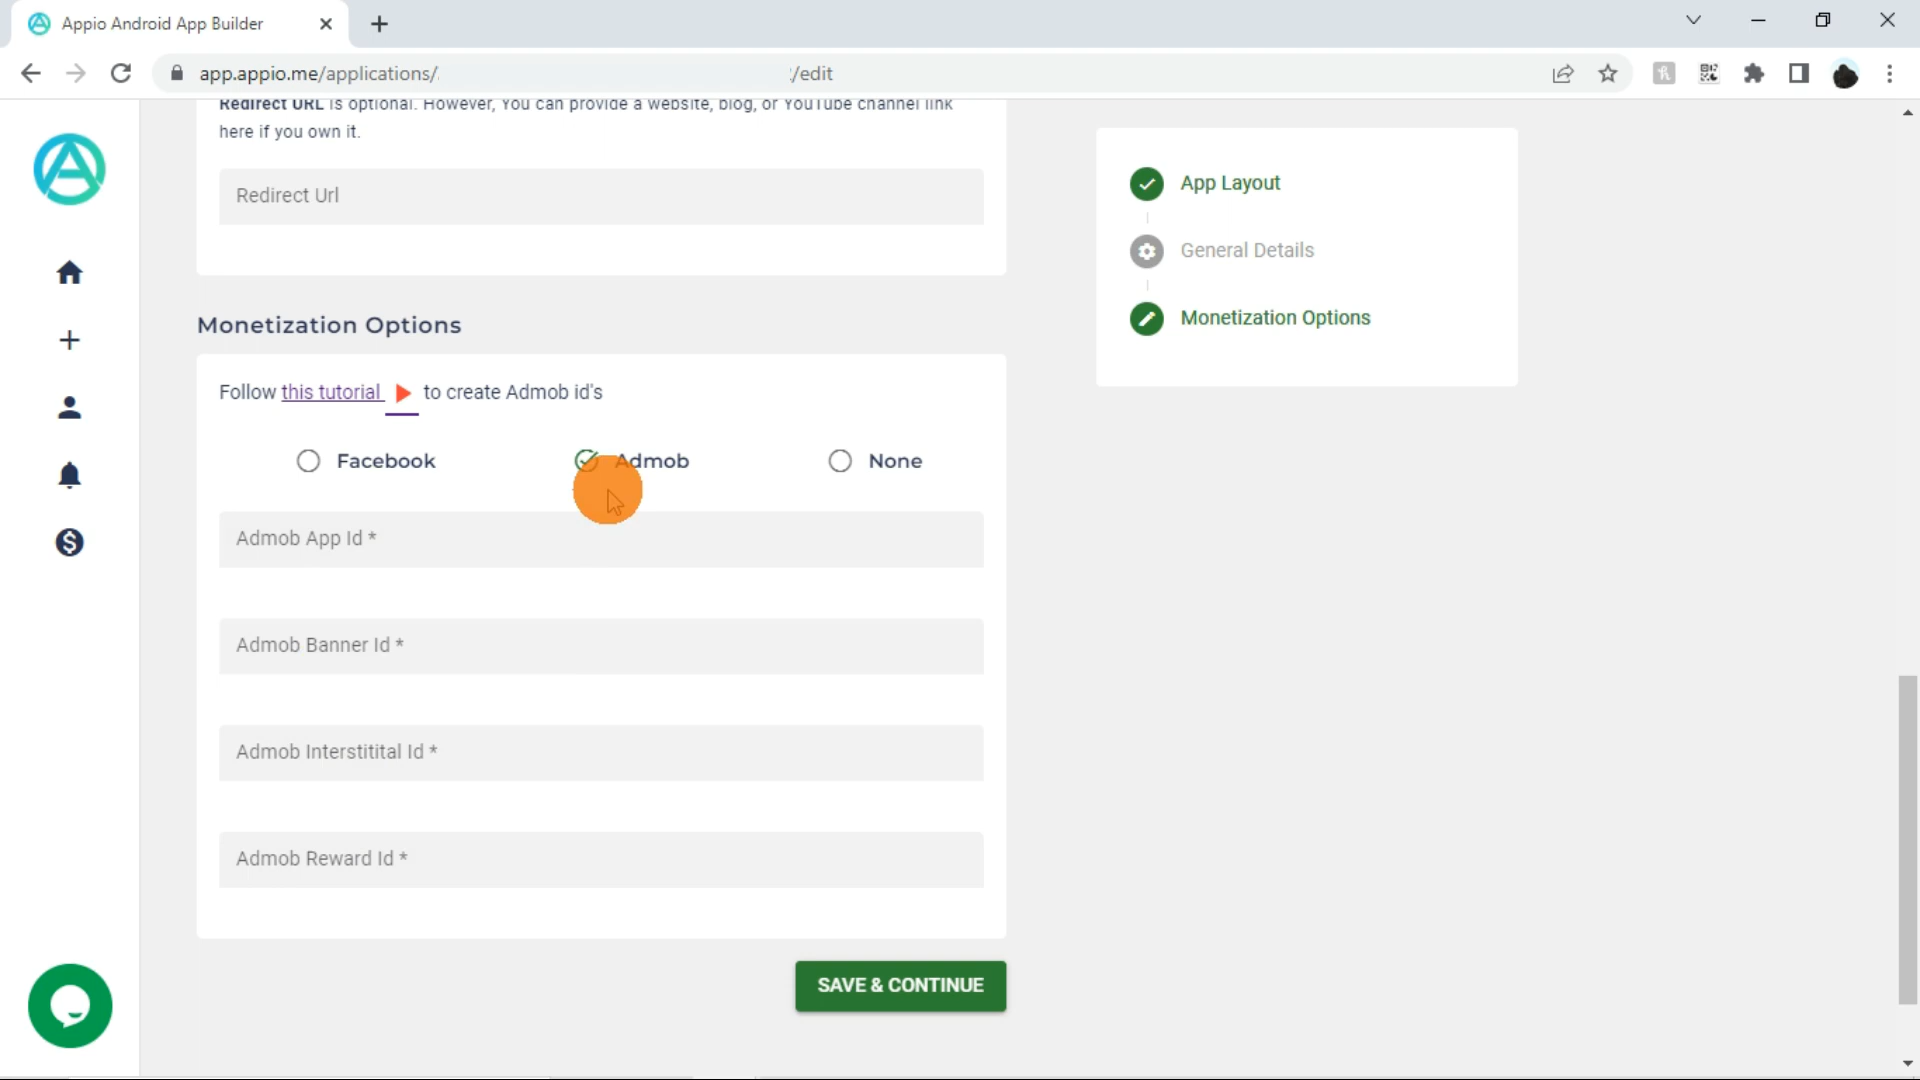 Appio Android App Builder
app.appio.me/applications/
/edit
Redirect URL is optional. However, You can provide a website, blog, or YouTube channel link
here if you own it.
Redirect Url
App Layout
General Details
Monetization Options
Monetization Options
Follow this tutorial to create Admob id's
Facebook
Admob
None
Admob App Id *
Admob Banner Id *
Admob Interstitital Id *
Admob Reward Id *
SAVE & CONTINUE